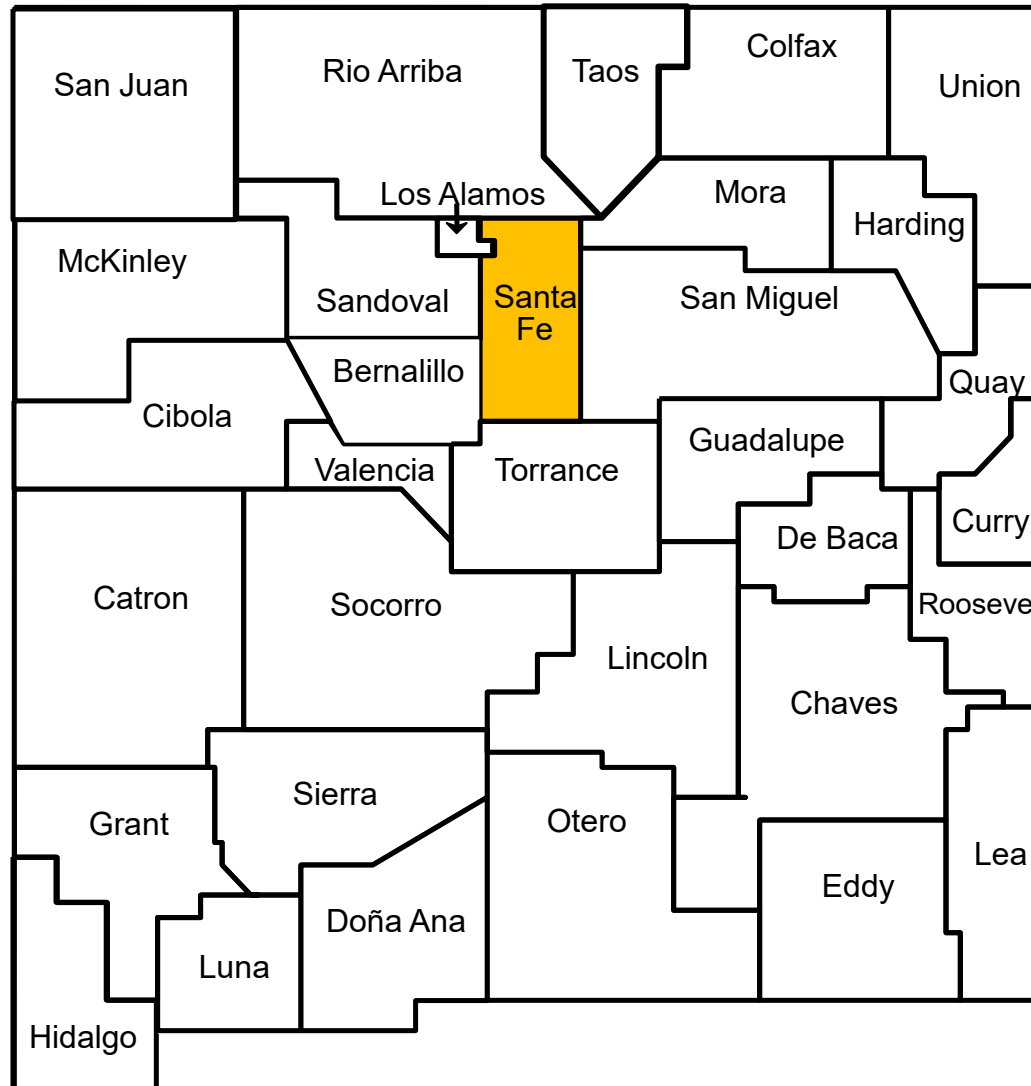 San Juan
Rio Arriba
Taos
Colfax
Union
Los Alamos
Mora
Harding
McKinley
Sandoval
Santa
Fe
San Miguel
Bernalillo
Quay
Cibola
Valencia
Torrance
Guadalupe
Curry
De Baca
Catron
Socorro
Rooseve
Lincoln
Chaves
Sierra
Grant
Otero
Lea
Eddy
Doña Ana
Luna
Hidalgo